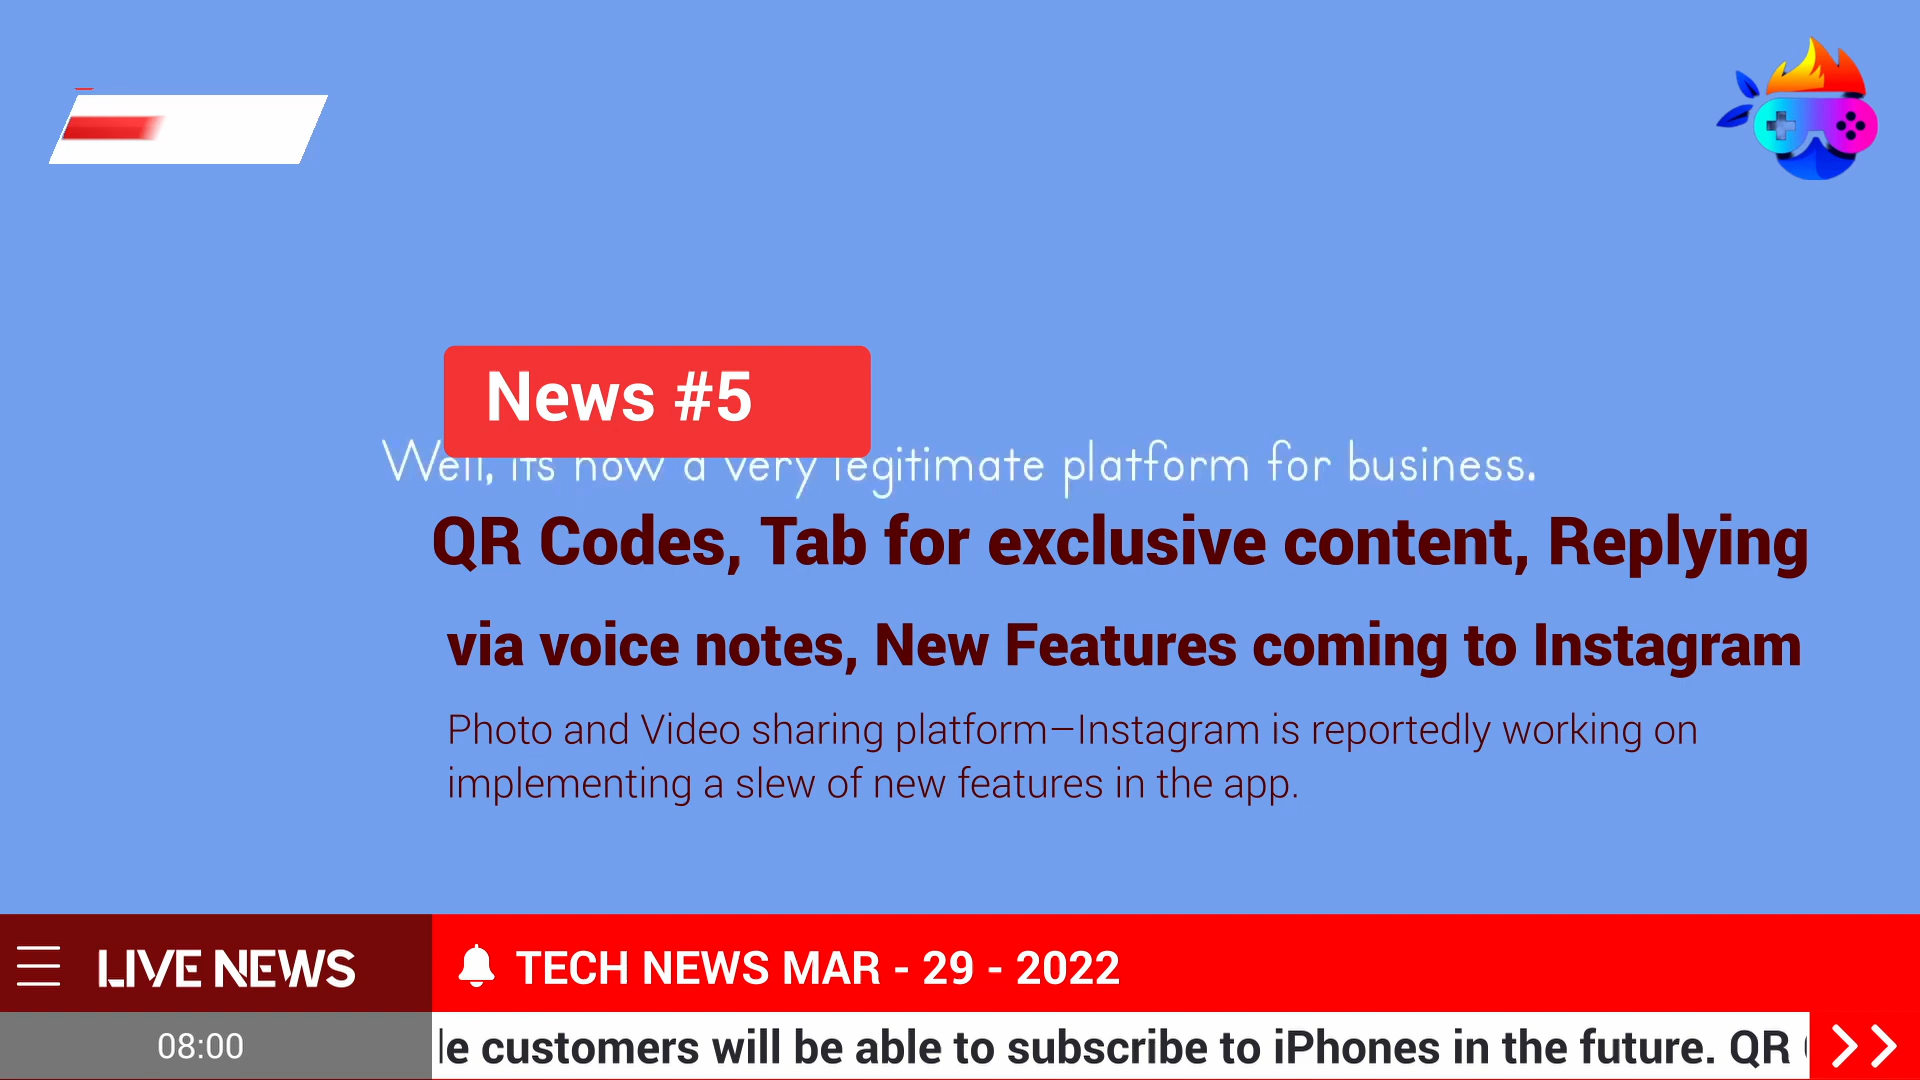 News #5
Well, its now a very legitimate platform for business.
QR Codes, Tab for exclusive content, Replying
via voice notes, New Features coming to Instagram
Photo and Video sharing platform–Instagram is reportedly working on
implementing a slew of new features in the app.
LIVE NEWS
TECH NEWS MAR - 29 - 2022
08:00
le customers will be able to subscribe to iPhones in the future. QR